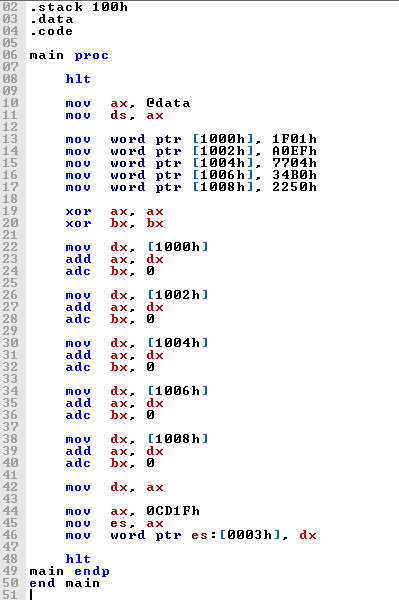 02 .stack 100h
03 .data
04 .code
05
06 main proc
07
08     hlt
09
10     mov  ax, @data
11     mov  ds, ax
12
13     mov  word ptr [1000h], 1F01h
14     mov  word ptr [1002h], A0EFh
15     mov  word ptr [1004h], 7704h
16     mov  word ptr [1006h], 34B0h
17     mov  word ptr [1008h], 2250h
18
19     xor  ax, ax
20     xor  bx, bx
21
22     mov  dx, [1000h]
23     add  ax, dx
24     adc  bx, 0
25
26     mov  dx, [1002h]
27     add  ax, dx
28     adc  bx, 0
29
30     mov  dx, [1004h]
31     add  ax, dx
32     adc  bx, 0
33
34     mov  dx, [1006h]
35     add  ax, dx
36     adc  bx, 0
37
38     mov  dx, [1008h]
39     add  ax, dx
40     adc  bx, 0
41
42     mov  dx, ax
43
44     mov  ax, 0CD1Fh
45     mov  es, ax
46     mov  word ptr es:[0003h], dx
47
48     hlt
49 main endp
50 end main
51